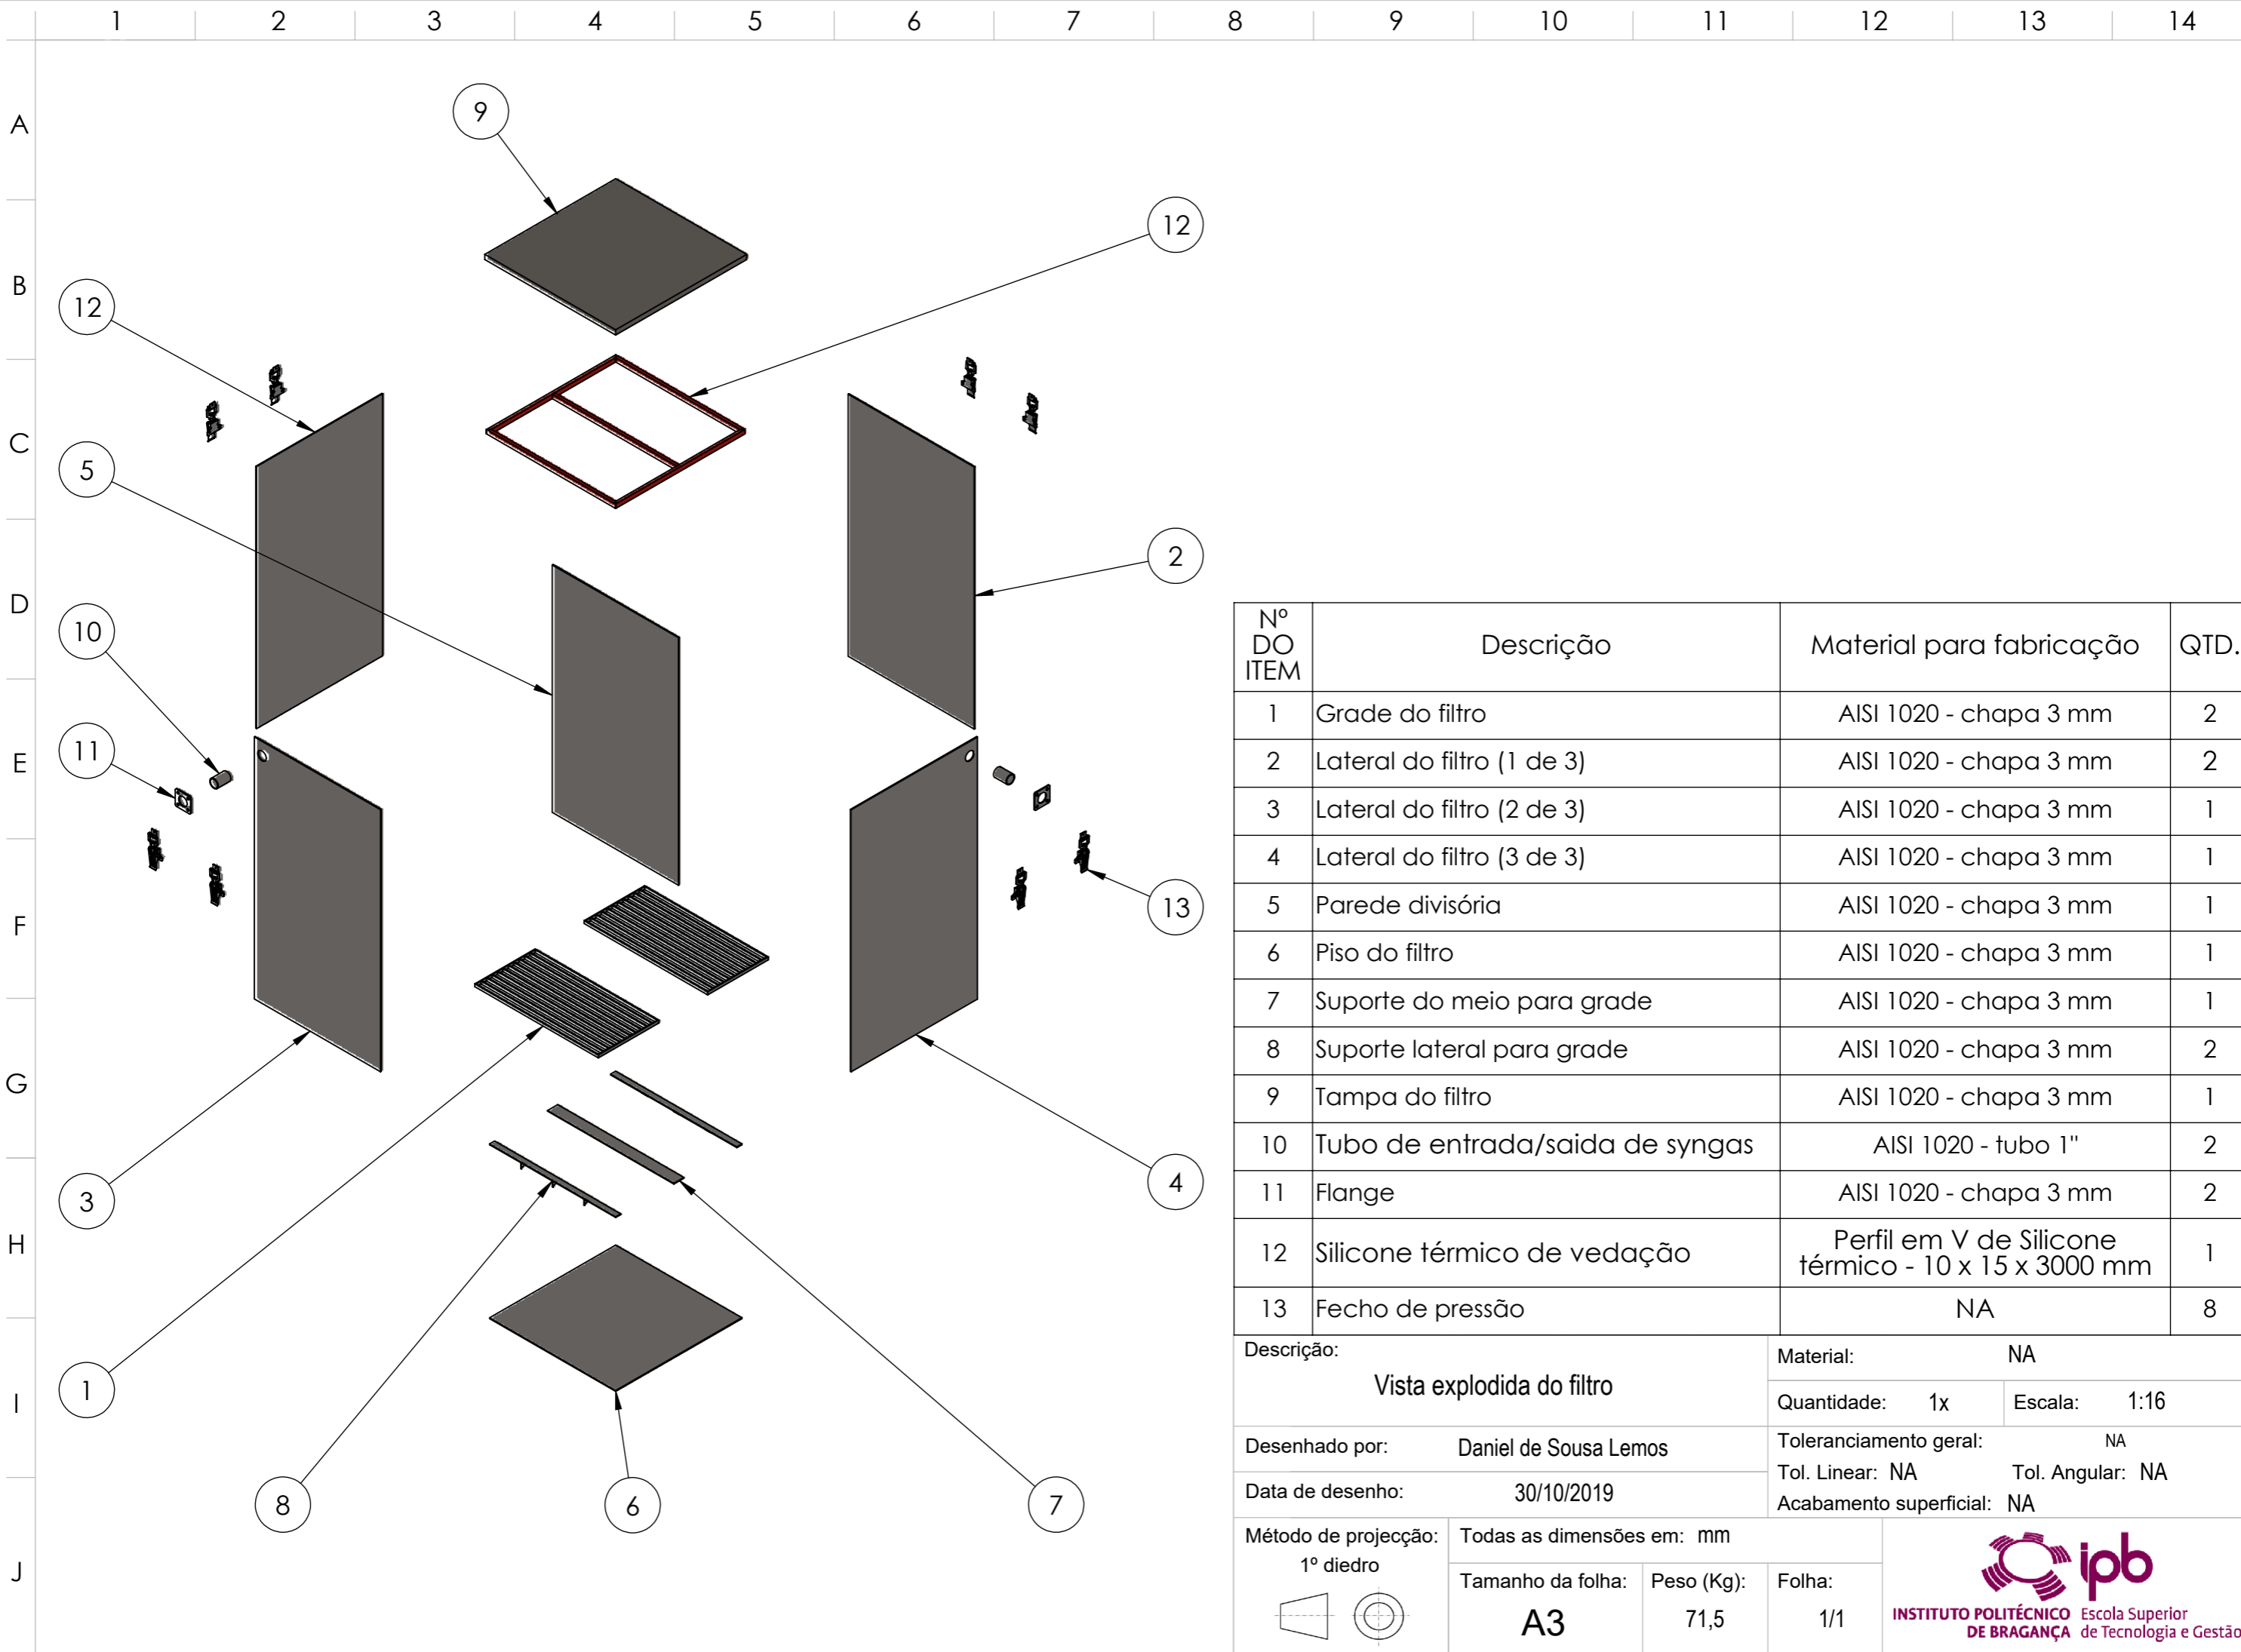 1 2 3 4 5 6 7 8 9 10 11 12 13 14
A
B
C
D
E
F
G
H
I
J
9
12
12
5
2
10
11
13
3
4
1
8
6
7
Nº DO ITEM Descrição Material para fabricação QTD.
1 Grade do filtro AISI 1020 - chapa 3 mm 2
2 Lateral do filtro (1 de 3) AISI 1020 - chapa 3 mm 2
3 Lateral do filtro (2 de 3) AISI 1020 - chapa 3 mm 1
4 Lateral do filtro (3 de 3) AISI 1020 - chapa 3 mm 1
5 Parede divisória AISI 1020 - chapa 3 mm 1
6 Piso do filtro AISI 1020 - chapa 3 mm 1
7 Suporte do meio para grade AISI 1020 - chapa 3 mm 1
8 Suporte lateral para grade AISI 1020 - chapa 3 mm 2
9 Tampa do filtro AISI 1020 - chapa 3 mm 1
10 Tubo de entrada/saida de syngas AISI 1020 - tubo 1" 2
11 Flange AISI 1020 - chapa 3 mm 2
12 Silicone térmico de vedação Perfil em V de Silicone térmico - 10 x 15 x 3000 mm 1
13 Fecho de pressão NA 8
Descrição:
Vista explodida do filtro
Material: NA
Quantidade: 1x Escala: 1:16
Desenhado por: Daniel de Sousa Lemos
Data de desenho: 30/10/2019
Toleranciamento geral: NA
Tol. Linear: NA Tol. Angular: NA
Acabamento superficial: NA
Método de projecção:
1º diedro
Todas as dimensões em: mm
Tamanho da folha:
A3
Peso (Kg):
71,5
Folha:
1/1
ipb
INSTITUTO POLITÉCNICO Escola Superior
DE BRAGANÇA de Tecnologia e Gestão